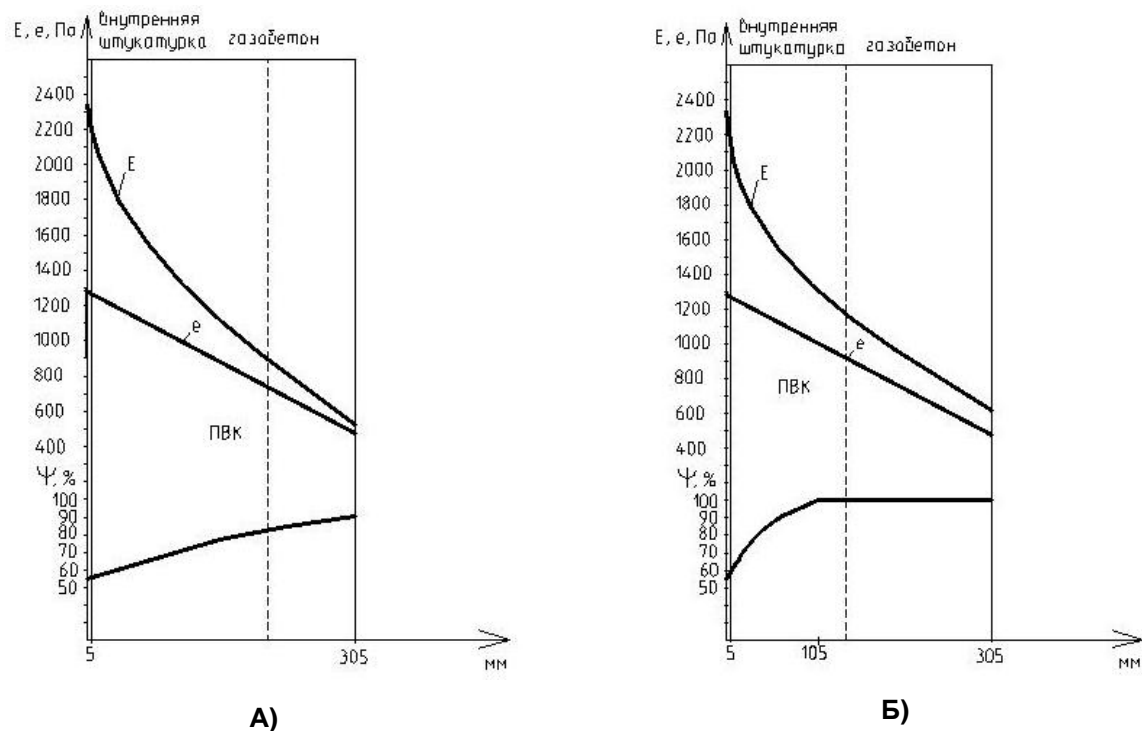 E, e, Па
внутренняя
штукатурка газабетон
2400
2200
2000
1800
1600
1400
1200
1000
800
600
400
Ψ, %
100
90
80
70
60
50
E
e
ПВК
5
305
мм
А)
E, e, Па
внутренняя
штукатурка газабетон
2400
2200
2000
1800
1600
1400
1200
1000
800
600
400
Ψ, %
100
90
80
70
60
50
E
e
ПВК
5
105
305
мм
Б)